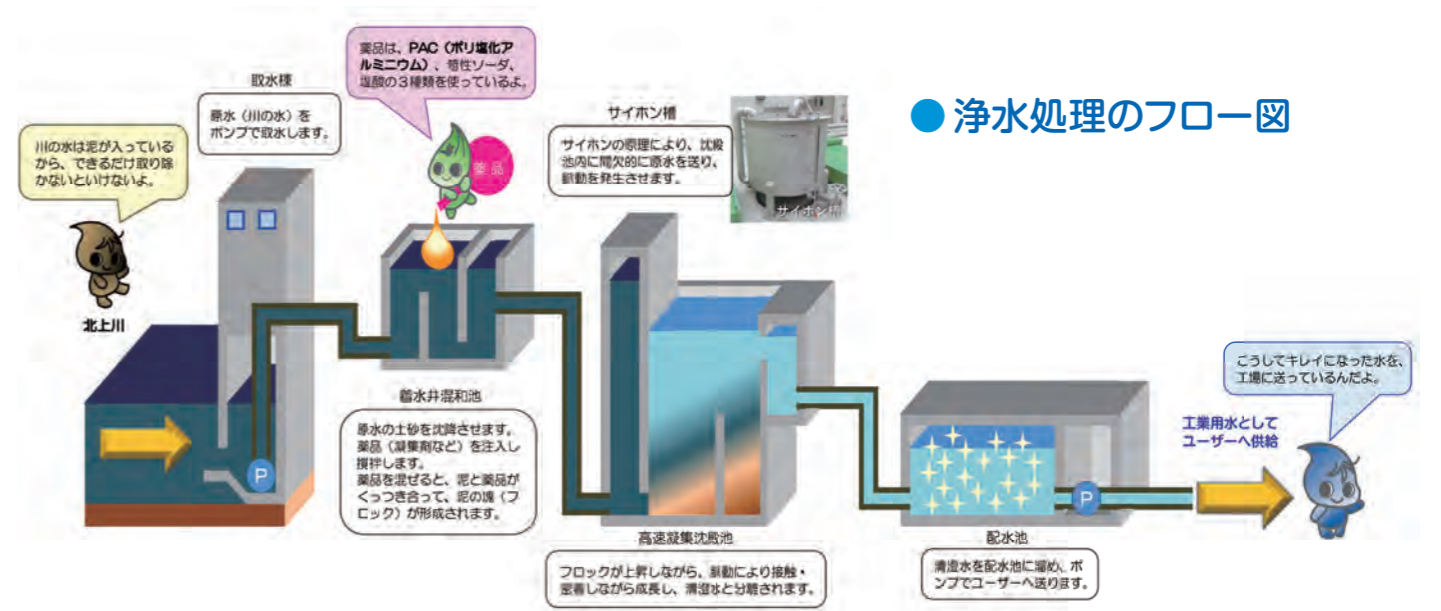 ● 浄水処理のフロー図
薬品は、PAC（ポリ塩化ア
ルミニウム）、苛性ソーダ、
塩酸の３種類を使っているよ。
薬品
取水棟
原水（川の水）を
ポンプで取水します。
川の水は泥が入っている
から、できるだけ取り除
かないといけないよ。
北上川
P
サイホン槽
サイホンの原理により、沈殿
池内に間欠的に原水を送り、
脈動を発生させます。
サイホン槽
着水井混和池
原水の土砂を沈降させます。
薬品（凝集剤など）を注入し
撹拌します。
薬品を混ぜると、泥と薬品が
くっつき合って、泥の塊（フ
ロック）が形成されます。
高速凝集沈殿池
フロックが上昇しながら、脈動により接触・
密着しながら成長し、清澄水と分離されます。
P
配水池
清澄水を配水池に溜め、ポ
ンプでユーザーへ送ります。
工業用水として
ユーザーへ供給
こうしてキレイになった水を、
工場に送っているんだよ。